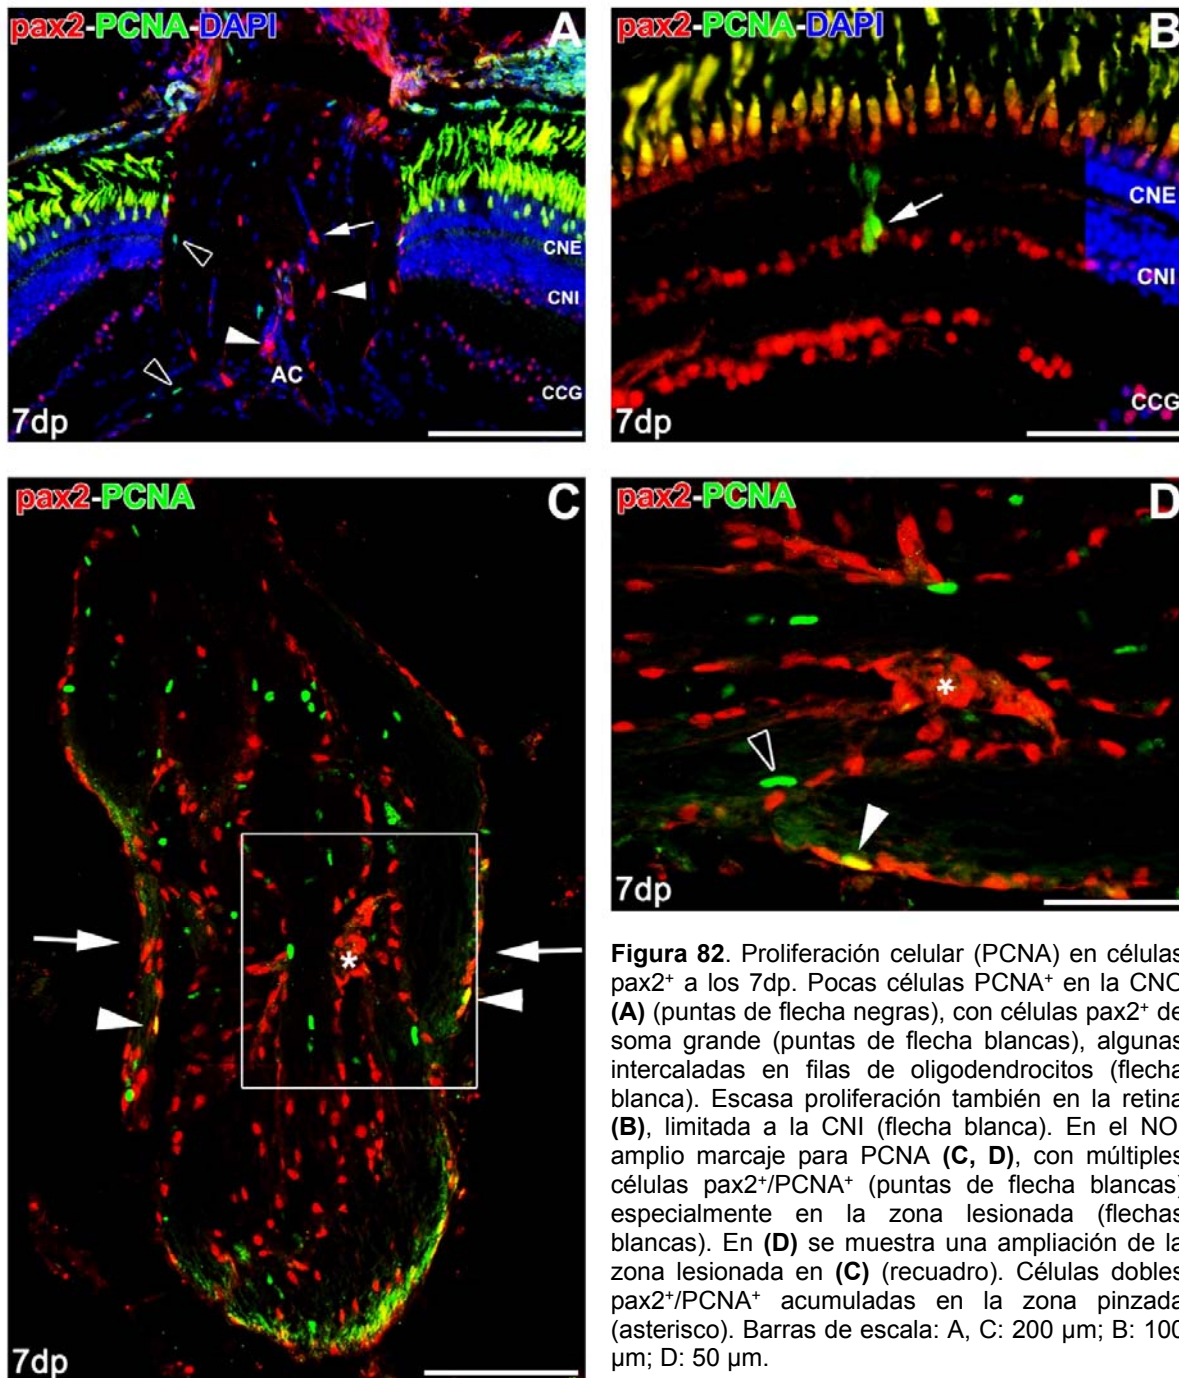 pax2-PCNA-DAPI
A
CNE
CNI
AC
CCG
7dp
pax2-PCNA-DAPI
B
CNE
CNI
CCG
7dp
pax2-PCNA
C
*
7dp
pax2-PCNA
D
*
7dp
Figura 82. Proliferación celular (PCNA) en células
pax2⁺ a los 7dp. Pocas células PCNA⁺ en la CNO
(A) (puntas de flecha negras), con células pax2⁺ de
soma grande (puntas de flecha blancas), algunas
intercaladas en filas de oligodendrocitos (flecha
blanca). Escasa proliferación también en la retina
(B), limitada a la CNI (flecha blanca). En el NO,
amplio marcaje para PCNA (C, D), con múltiples
células pax2⁺/PCNA⁺ (puntas de flecha blancas)
especialmente en la zona lesionada (flechas
blancas). En (D) se muestra una ampliación de la
zona lesionada en (C) (recuadro). Células dobles
pax2⁺/PCNA⁺ acumuladas en la zona pinzada
(asterisco). Barras de escala: A, C: 200 µm; B: 100
µm; D: 50 µm.